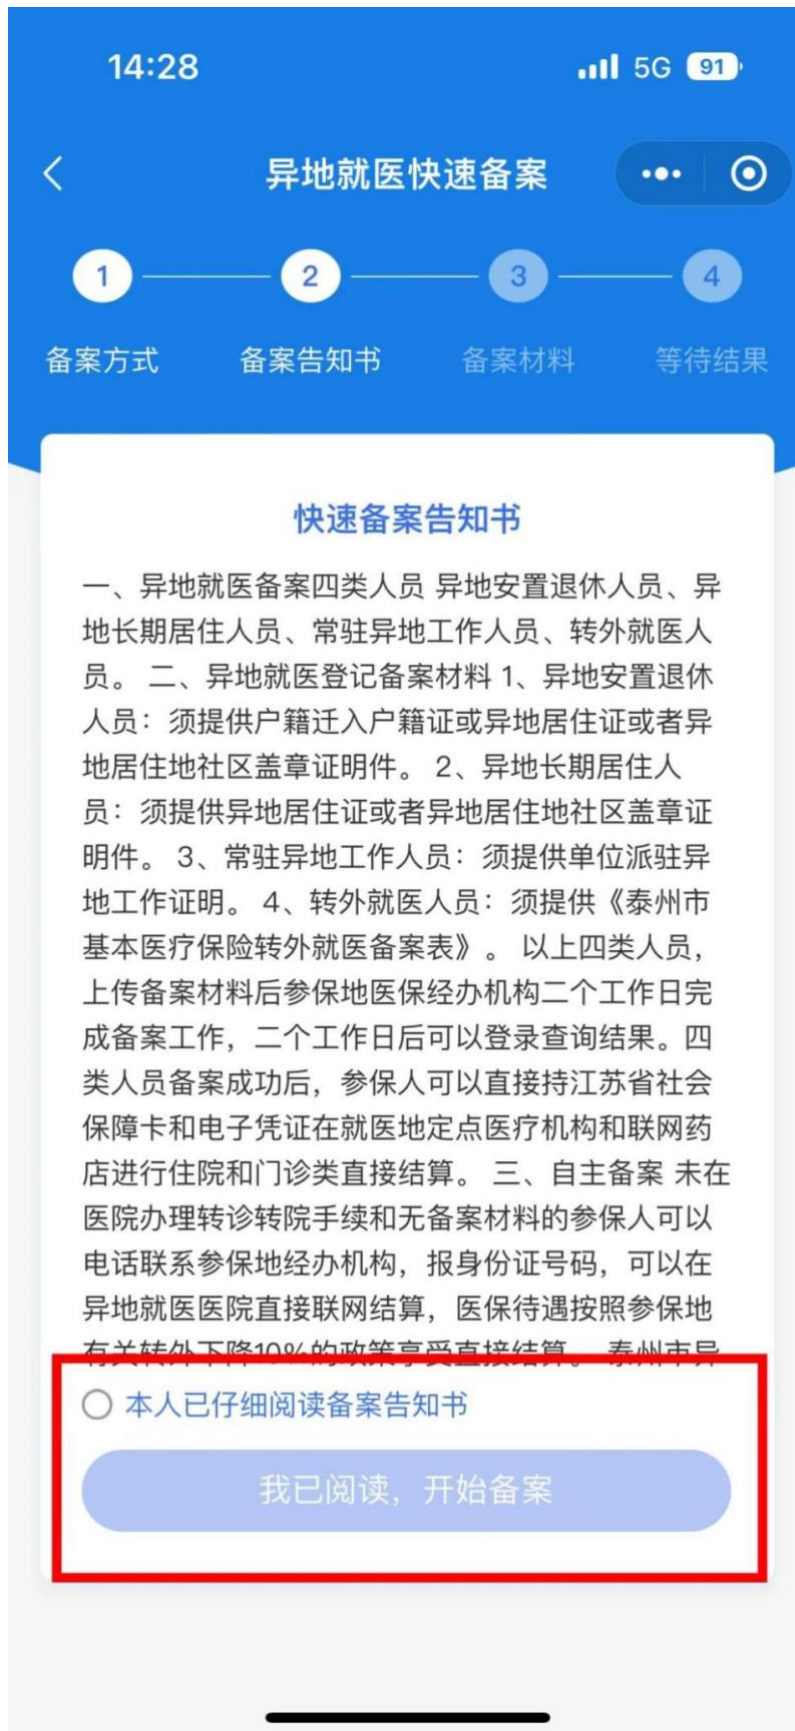 14:28
5G 91
异地就医快速备案
1 2 3 4
备案方式 备案告知书 备案材料 等待结果
快速备案告知书
一、异地就医备案四类人员 异地安置退休人员、异
地长期居住人员、常驻异地工作人员、转外就医人
员。 二、异地就医登记备案材料 1、异地安置退休
人员：须提供户籍迁入户籍证或异地居住证或者异
地居住地社区盖章证明件。 2、异地长期居住人
员：须提供异地居住证或者异地居住地社区盖章证
明件。 3、常驻异地工作人员：须提供单位派驻异
地工作证明。 4、转外就医人员：须提供《泰州市
基本医疗保险转外就医备案表》。 以上四类人员，
上传备案材料后参保地医保经办机构二个工作日完
成备案工作，二个工作日后可以登录查询结果。四
类人员备案成功后，参保人可以直接持江苏省社会
保障卡和电子凭证在就医地定点医疗机构和联网药
店进行住院和门诊类直接结算。 三、自主备案 未在
医院办理转诊转院手续和无备案材料的参保人可以
电话联系参保地经办机构，报身份证号码，可以在
异地就医医院直接联网结算，医保待遇按照参保地
有关转外下降10%的政策享受直接结算。 泰州市异
本人已仔细阅读备案告知书
我已阅读，开始备案